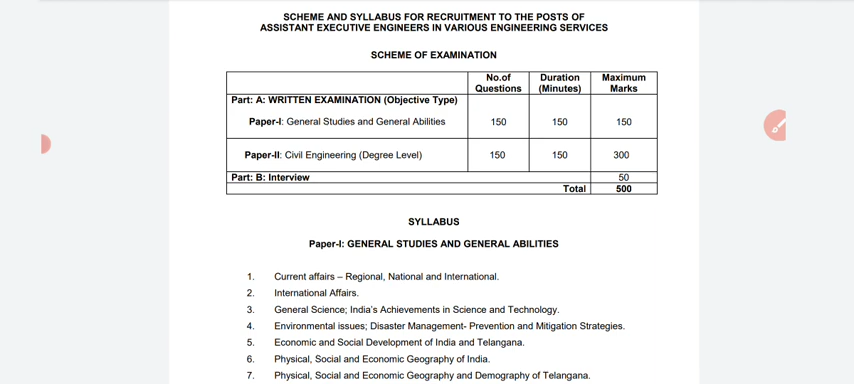 SCHEME AND SYLLABUS FOR RECRUITMENT TO THE POSTS OF
ASSISTANT EXECUTIVE ENGINEERS IN VARIOUS ENGINEERING SERVICES
SCHEME OF EXAMINATION
No.of Questions Duration (Minutes) Maximum Marks
Part: A: WRITTEN EXAMINATION (Objective Type)
Paper-I: General Studies and General Abilities 150 150 150
Paper-II: Civil Engineering (Degree Level) 150 150 300
Part: B: Interview 50
Total 500
SYLLABUS
Paper-I: GENERAL STUDIES AND GENERAL ABILITIES
1. Current affairs – Regional, National and International.
2. International Affairs.
3. General Science; India's Achievements in Science and Technology.
4. Environmental issues; Disaster Management- Prevention and Mitigation Strategies.
5. Economic and Social Development of India and Telangana.
6. Physical, Social and Economic Geography of India.
7. Physical, Social and Economic Geography and Demography of Telangana.